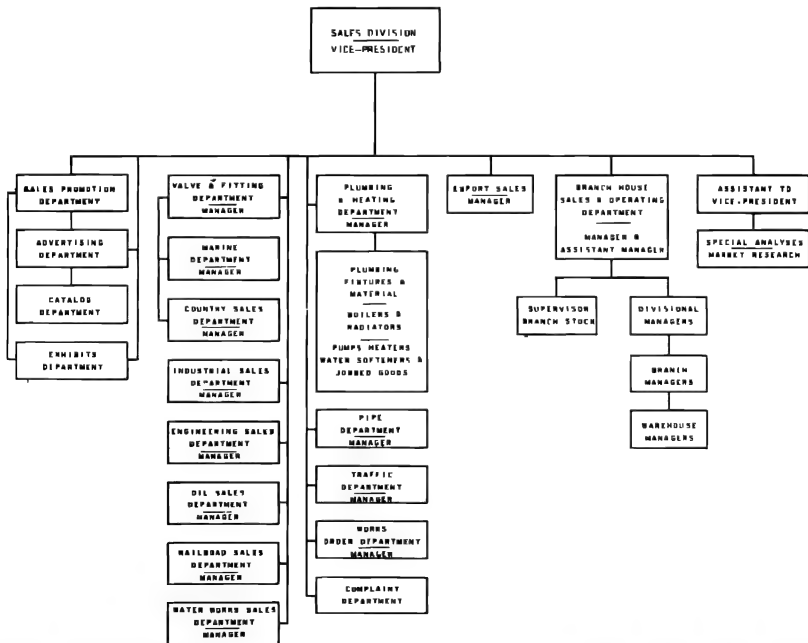 SALES DIVISION
VICE-PRESIDENT
SALES PROMOTION
DEPARTMENT
ADVERTISING
DEPARTMENT
CATALOG
DEPARTMENT
EXHIBITS
DEPARTMENT
VALVE & FITTING
DEPARTMENT
MANAGER
MARINE
DEPARTMENT
MANAGER
COUNTRY SALES
DEPARTMENT
MANAGER
INDUSTRIAL SALES
DEPARTMENT
MANAGER
ENGINEERING SALES
DEPARTMENT
MANAGER
OIL SALES
DEPARTMENT
MANAGER
RAILROAD SALES
DEPARTMENT
MANAGER
WATER WORKS SALES
DEPARTMENT
MANAGER
PLUMBING
& HEATING
DEPARTMENT
MANAGER
PLUMBING
FIXTURES &
MATERIAL
BOILERS &
RADIATORS
PUMPS HEATERS
WATER SOFTENERS &
JOBBED GOODS
PIPE
DEPARTMENT
MANAGER
TRAFFIC
DEPARTMENT
MANAGER
WORKS
ORDER DEPARTMENT
MANAGER
COMPLAINT
DEPARTMENT
EXPORT SALES
MANAGER
BRANCH HOUSE
SALES & OPERATING
DEPARTMENT
MANAGER &
ASSISTANT MANAGER
SUPERVISOR
BRANCH STOCK
DIVISIONAL
MANAGERS
BRANCH
MANAGERS
WAREHOUSE
MANAGERS
ASSISTANT TO
VICE-PRESIDENT
SPECIAL ANALYSES
MARKET RESEARCH